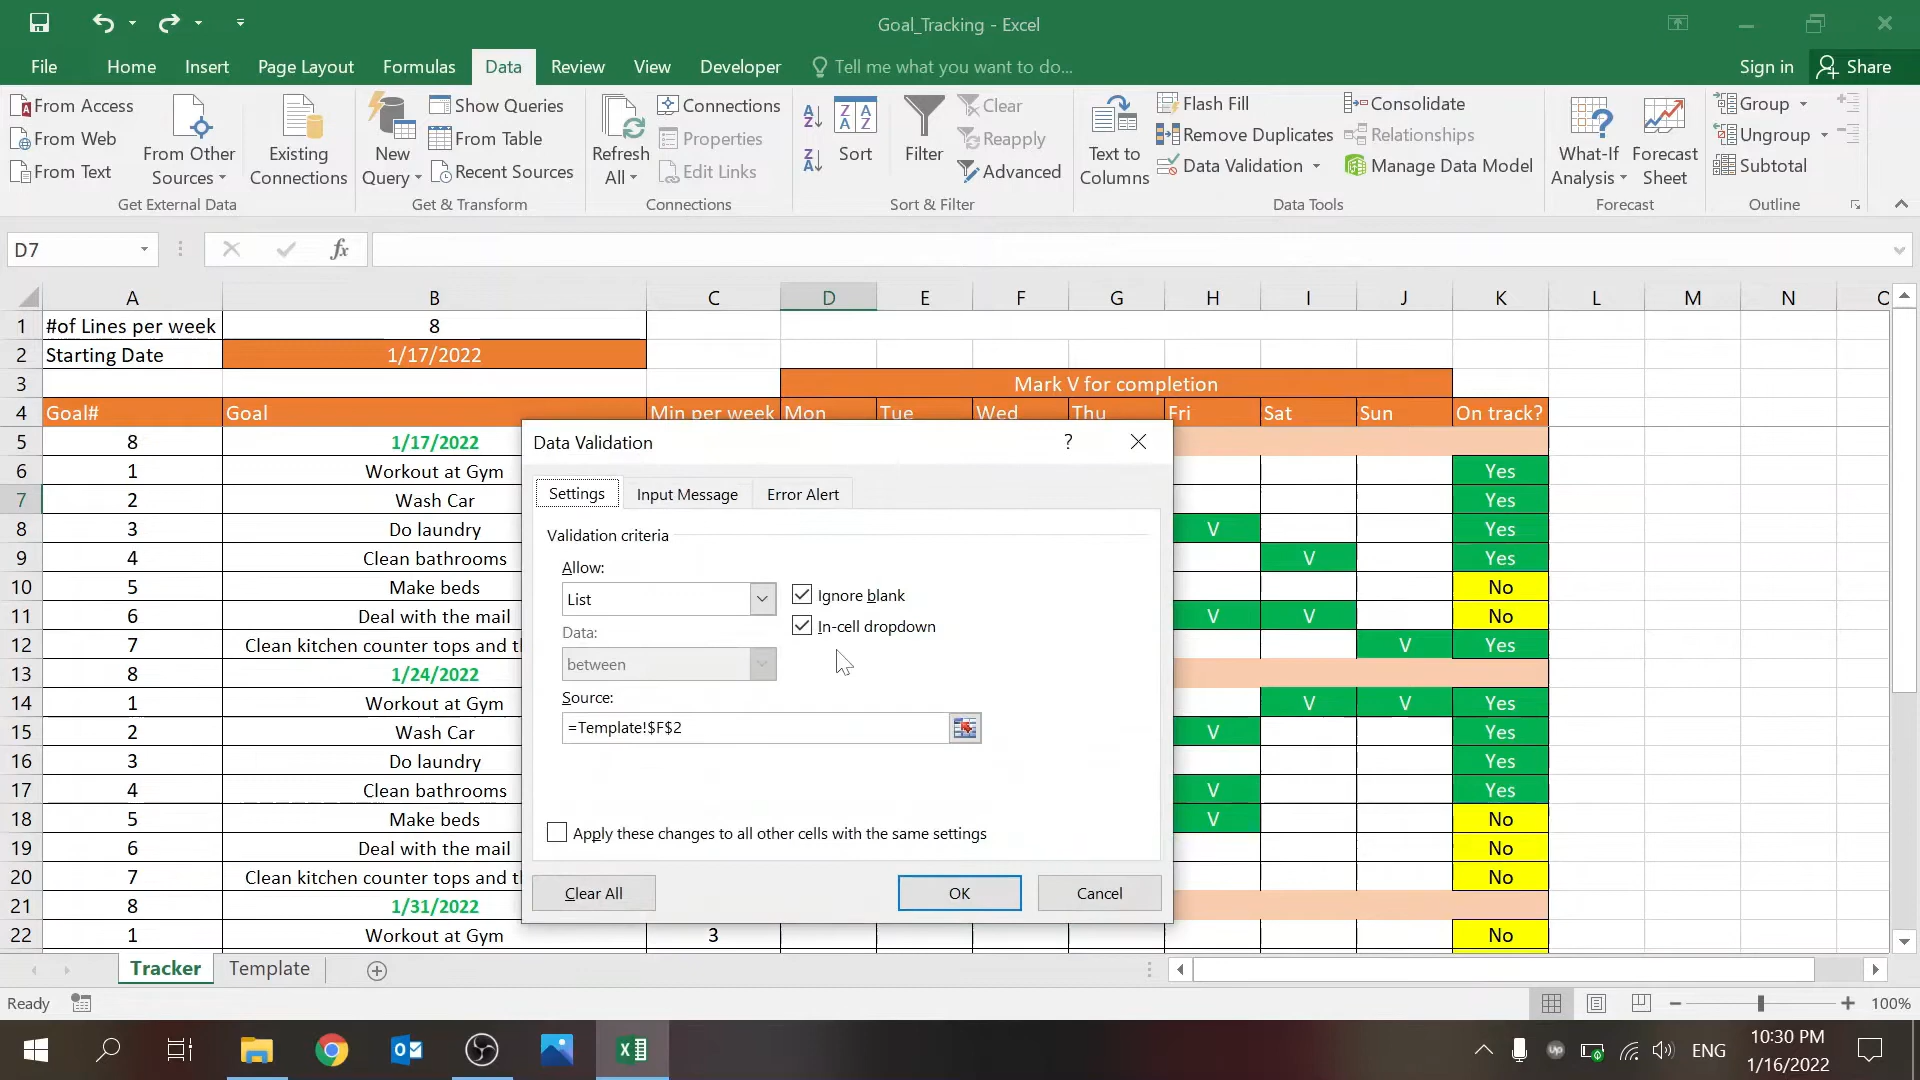 Goal_Tracking - Excel
File Home Insert Page Layout Formulas Data Review View Developer Tell me what you want to do... Sign in Share
From Access
From Web
From Text
From Other Sources
Existing Connections
Get External Data
New Query
Show Queries
From Table
Recent Sources
Get & Transform
Refresh All
Connections
Properties
Edit Links
Connections
Sort
Filter
Clear
Reapply
Advanced
Sort & Filter
Text to Columns
Flash Fill
Remove Duplicates
Data Validation
Consolidate
Relationships
Manage Data Model
Data Tools
What-If Analysis
Forecast Sheet
Forecast
Group
Ungroup
Subtotal
Outline
D7 fx
A B C D E F G H I J K L M N
1 #of Lines per week 8
2 Starting Date 1/17/2022
3 Mark V for completion
4 Goal# Goal Min per week Mon Tue Wed Thu Fri Sat Sun On track?
5 8 1/17/2022
6 1 Workout at Gym Yes
7 2 Wash Car Yes
8 3 Do laundry V Yes
9 4 Clean bathrooms V Yes
10 5 Make beds No
11 6 Deal with the mail V V No
12 7 Clean kitchen counter tops and V Yes
13 8 1/24/2022
14 1 Workout at Gym V V Yes
15 2 Wash Car V Yes
16 3 Do laundry Yes
17 4 Clean bathrooms V Yes
18 5 Make beds V No
19 6 Deal with the mail No
20 7 Clean kitchen counter tops and No
21 8 1/31/2022
22 1 Workout at Gym 3 No
Data Validation ?
Settings Input Message Error Alert
Validation criteria
Allow:
List
Ignore blank
In-cell dropdown
Data:
between
Source:
=Template!$F$2
Apply these changes to all other cells with the same settings
Clear All OK Cancel
Tracker Template
Ready 100%
ENG
10:30 PM
1/16/2022